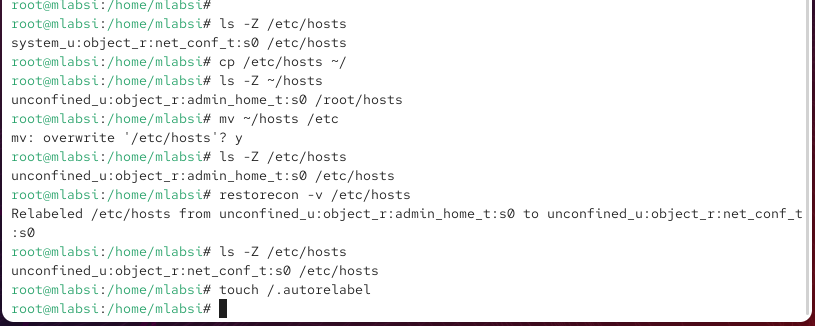 root@mlabsi:/home/mlabsi#
root@mlabsi:/home/mlabsi# ls -Z /etc/hosts
system_u:object_r:net_conf_t:s0 /etc/hosts
root@mlabsi:/home/mlabsi# cp /etc/hosts ~/
root@mlabsi:/home/mlabsi# ls -Z ~/hosts
unconfined_u:object_r:admin_home_t:s0 /root/hosts
root@mlabsi:/home/mlabsi# mv ~/hosts /etc
mv: overwrite '/etc/hosts'? y
root@mlabsi:/home/mlabsi# ls -Z /etc/hosts
unconfined_u:object_r:admin_home_t:s0 /etc/hosts
root@mlabsi:/home/mlabsi# restorecon -v /etc/hosts
Relabeled /etc/hosts from unconfined_u:object_r:admin_home_t:s0 to unconfined_u:object_r:net_conf_t
:s0
root@mlabsi:/home/mlabsi# ls -Z /etc/hosts
unconfined_u:object_r:net_conf_t:s0 /etc/hosts
root@mlabsi:/home/mlabsi# touch /.autorelabel
root@mlabsi:/home/mlabsi#